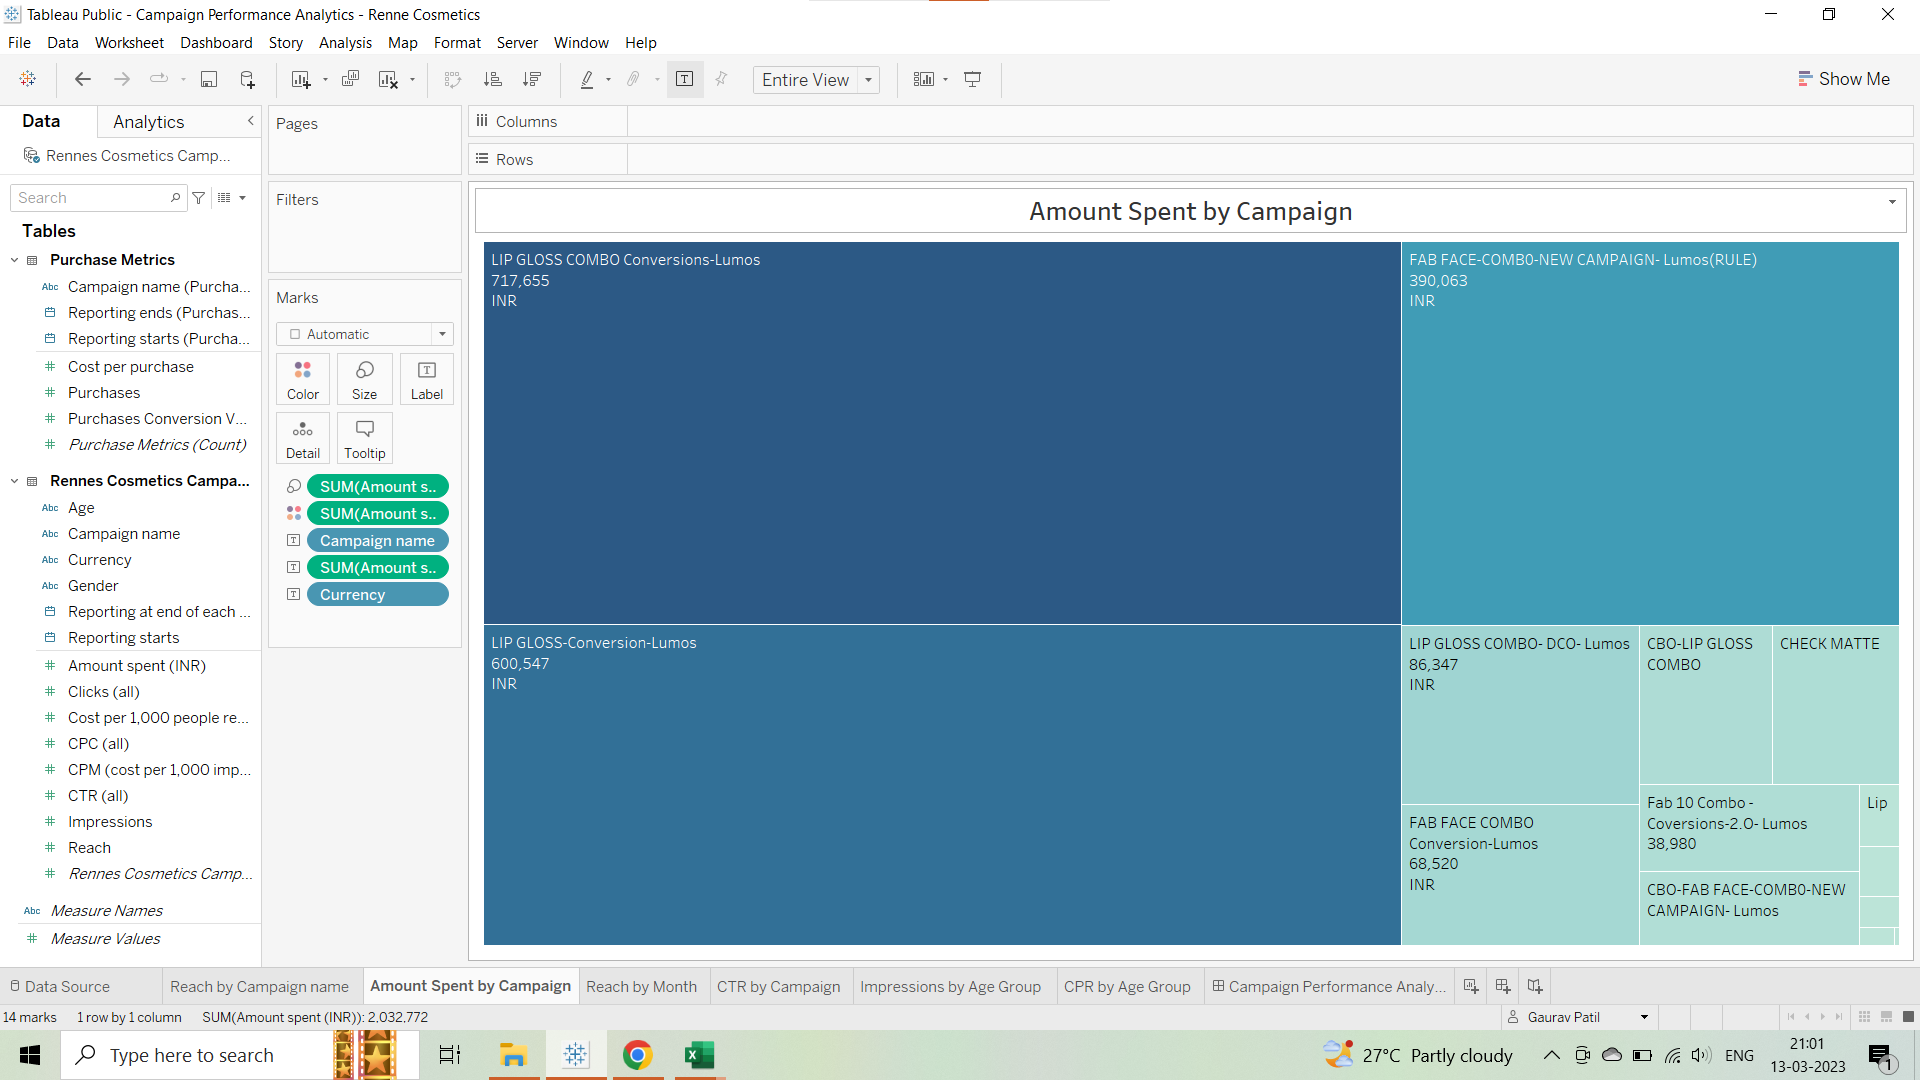 Tableau Public - Campaign Performance Analytics - Renne Cosmetics
File Data Worksheet Dashboard Story Analysis Map Format Server Window Help
Entire View
Show Me
Data Analytics
Rennes Cosmetics Camp...
Search
Tables
Purchase Metrics
Abc Campaign name (Purcha...
Reporting ends (Purchas...
Reporting starts (Purcha...
# Cost per purchase
# Purchases
# Purchases Conversion V...
# Purchase Metrics (Count)
Rennes Cosmetics Campa...
Abc Age
Abc Campaign name
Abc Currency
Abc Gender
Reporting at end of each ...
Reporting starts
# Amount spent (INR)
# Clicks (all)
# Cost per 1,000 people re...
# CPC (all)
# CPM (cost per 1,000 imp...
# CTR (all)
# Impressions
# Reach
# Rennes Cosmetics Camp...
Abc Measure Names
# Measure Values
Pages
Filters
Marks
Automatic
Color Size T Label
Detail Tooltip
SUM(Amount s..
SUM(Amount s..
T Campaign name
T SUM(Amount s..
T Currency
Columns
Rows
Amount Spent by Campaign
LIP GLOSS COMBO Conversions-Lumos
717,655
INR
FAB FACE-COMB0-NEW CAMPAIGN- Lumos(RULE)
390,063
INR
LIP GLOSS-Conversion-Lumos
600,547
INR
LIP GLOSS COMBO- DCO- Lumos
86,347
INR
CBO-LIP GLOSS
COMBO
CHECK MATTE
FAB FACE COMBO
Conversion-Lumos
68,520
INR
Fab 10 Combo -
Coversions-2.O- Lumos
38,980
Lip
CBO-FAB FACE-COMB0-NEW
CAMPAIGN- Lumos
Data Source Reach by Campaign name Amount Spent by Campaign Reach by Month CTR by Campaign Impressions by Age Group CPR by Age Group Campaign Performance Analy...
14 marks 1 row by 1 column SUM(Amount spent (INR)): 2,032,772
Gaurav Patil
Type here to search
27°C Partly cloudy
ENG
21:01
13-03-2023
1